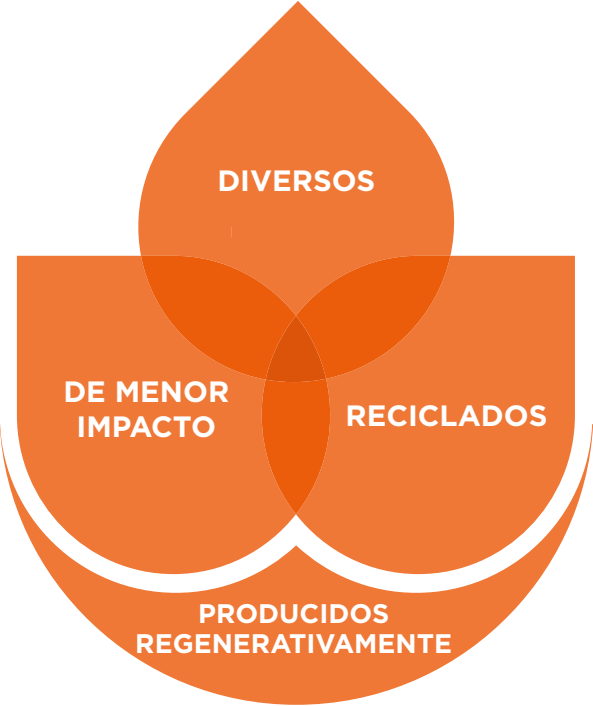 DIVERSOS
DE MENOR
IMPACTO
RECICLADOS
PRODUCIDOS
REGENERATIVAMENTE